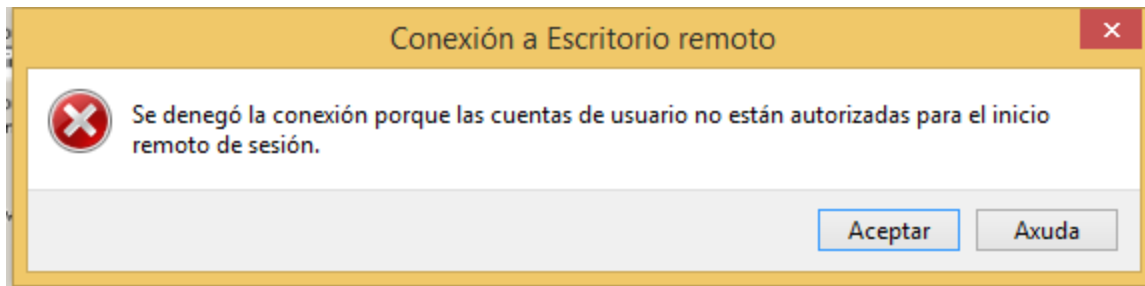 Conexión a Escritorio remoto
Se denegó la conexión porque las cuentas de usuario no están autorizadas para el inicio
remoto de sesión.
Aceptar Axuda